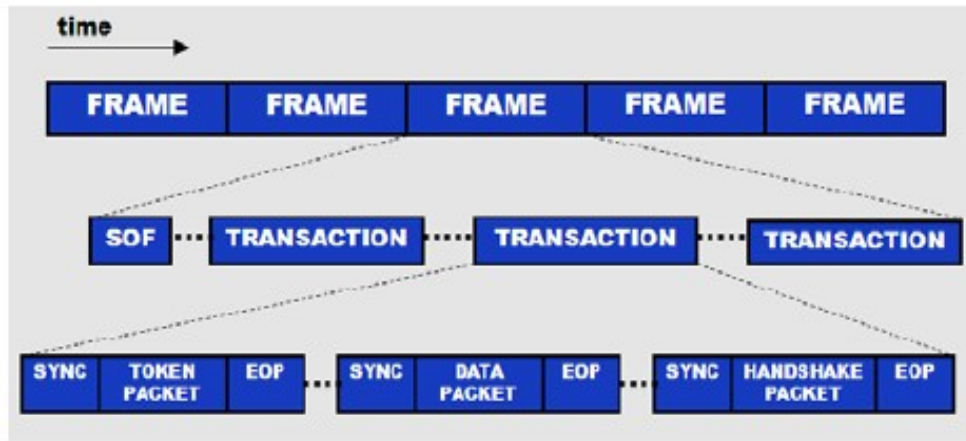 time
FRAME FRAME FRAME FRAME FRAME
SOF TRANSACTION TRANSACTION TRANSACTION
SYNC TOKEN PACKET EOP SYNC DATA PACKET EOP SYNC HANDSHAKE PACKET EOP